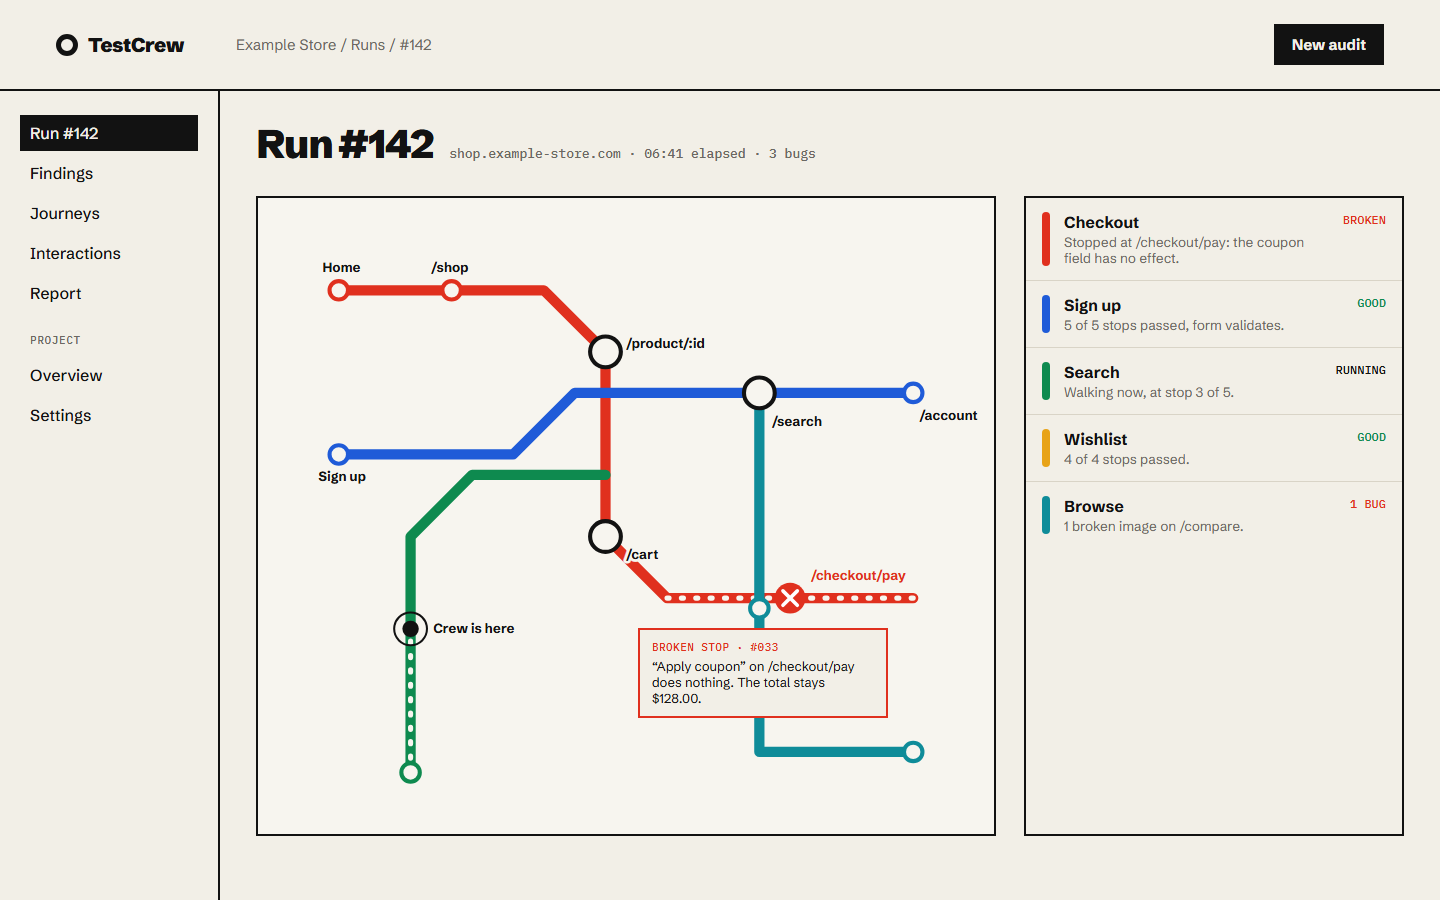 TestCrew
Example Store / Runs / #142
New audit
Run #142
Findings
Journeys
Interactions
Report
PROJECT
Overview
Settings
Run #142
shop.example-store.com · 06:41 elapsed · 3 bugs
Home
/shop
/product/:id
/search
/account
Sign up
/cart
/checkout/pay
Crew is here
BROKEN STOP · #033
“Apply coupon” on /checkout/pay
does nothing. The total stays
$128.00.
Checkout
BROKEN
Stopped at /checkout/pay: the coupon
field has no effect.
Sign up
GOOD
5 of 5 stops passed, form validates.
Search
RUNNING
Walking now, at stop 3 of 5.
Wishlist
GOOD
4 of 4 stops passed.
Browse
1 BUG
1 broken image on /compare.